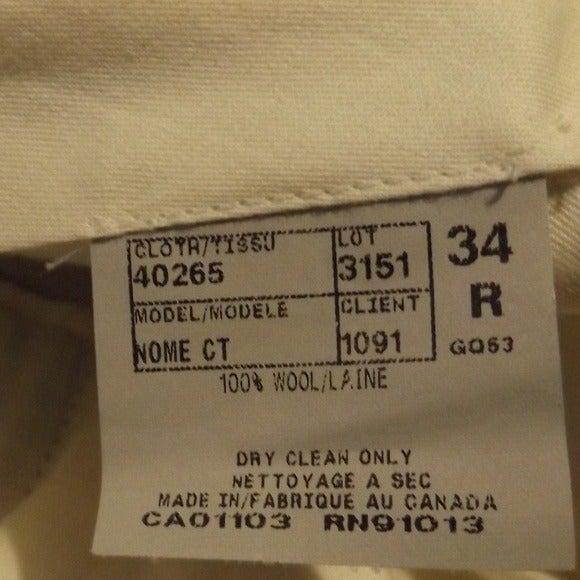 CLOTH/TISSU LOT 34
40265 3151
R
MODEL/MODELE CLIENT
NOME CT 1091 GQ53
100% WOOL/LAINE
DRY CLEAN ONLY
NETTOYAGE A SEC
MADE IN/FABRIQUE AU CANADA
CA01103 RN91013